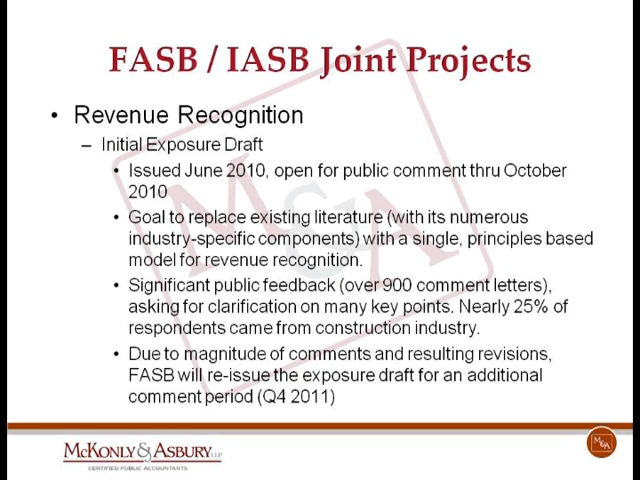 FASB / IASB Joint Projects
• Revenue Recognition
– Initial Exposure Draft
• Issued June 2010, open for public comment thru October
2010
• Goal to replace existing literature (with its numerous
industry-specific components) with a single, principles based
model for revenue recognition.
• Significant public feedback (over 900 comment letters),
asking for clarification on many key points. Nearly 25% of
respondents came from construction industry.
• Due to magnitude of comments and resulting revisions,
FASB will re-issue the exposure draft for an additional
comment period (Q4 2011)
M&A
McKonly & Asbury LLP
CERTIFIED PUBLIC ACCOUNTANTS
M&A